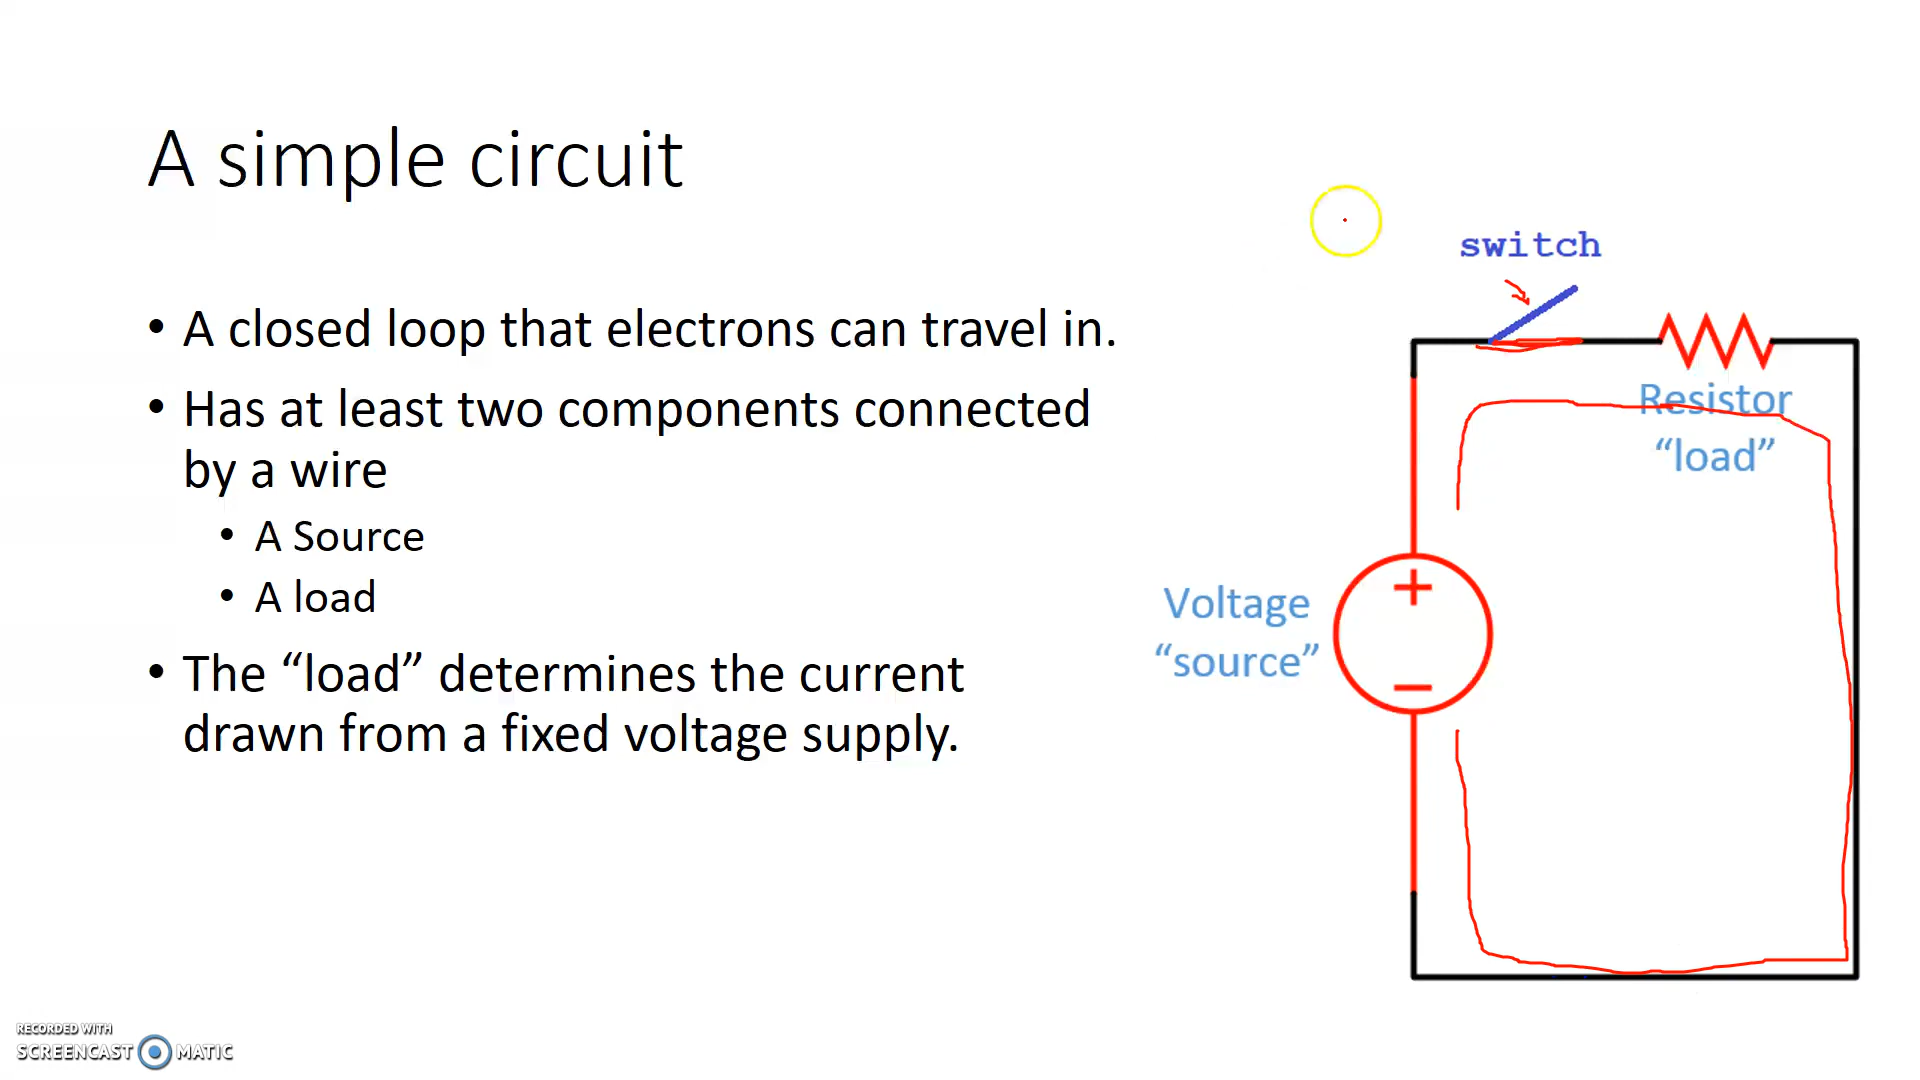 A simple circuit
• A closed loop that electrons can travel in.
• Has at least two components connected
by a wire
• A Source
• A load
• The “load” determines the current
drawn from a fixed voltage supply.
switch
Resistor
“load”
Voltage
“source”
+
−
RECORDED WITH
SCREENCAST MATIC